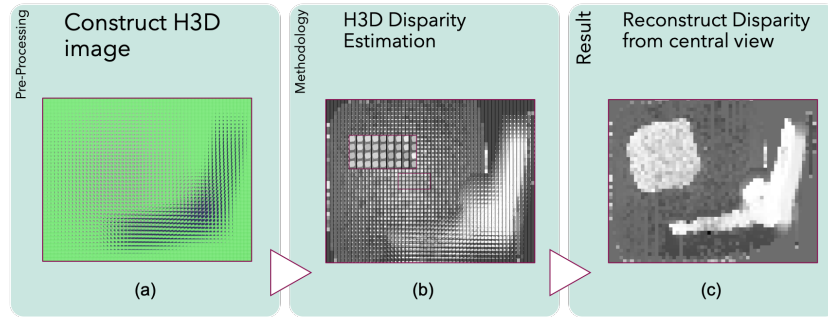 Pre-Processing
Construct H3D
image
(a)
Methodology
H3D Disparity
Estimation
(b)
Result
Reconstruct Disparity
from central view
(c)